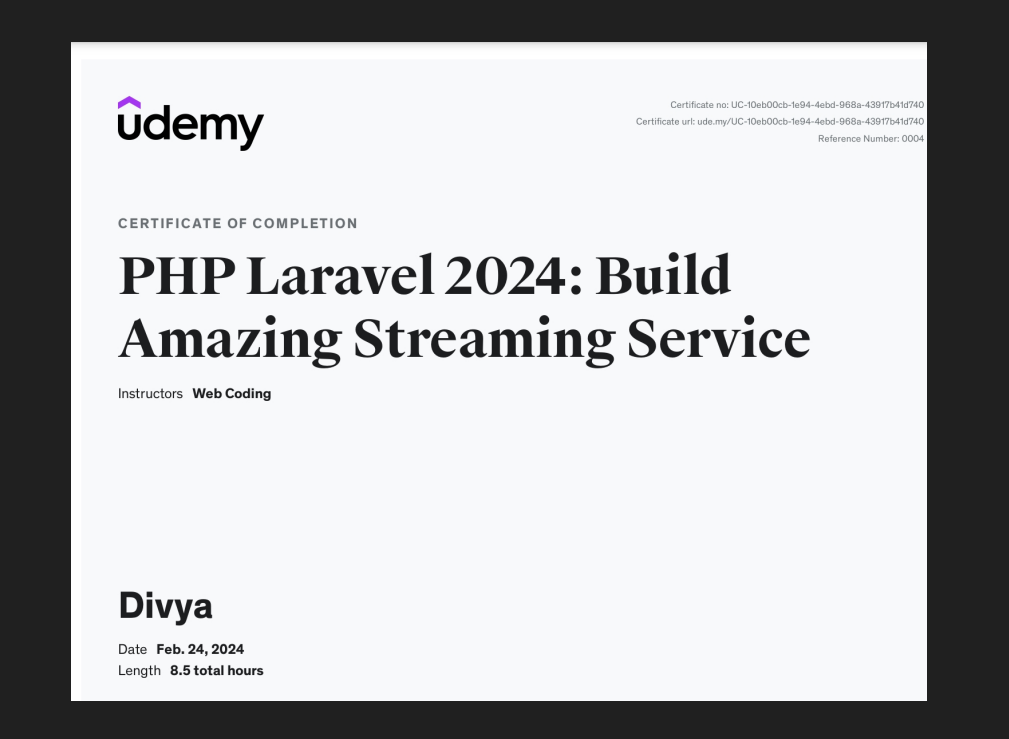 udemy
Certificate no: UC-10eb00cb-1e94-4ebd-968a-43917b41d740
Certificate url: ude.my/UC-10eb00cb-1e94-4ebd-968a-43917b41d740
Reference Number: 0004
CERTIFICATE OF COMPLETION
PHP Laravel 2024: Build
Amazing Streaming Service
Instructors Web Coding
Divya
Date Feb. 24, 2024
Length 8.5 total hours